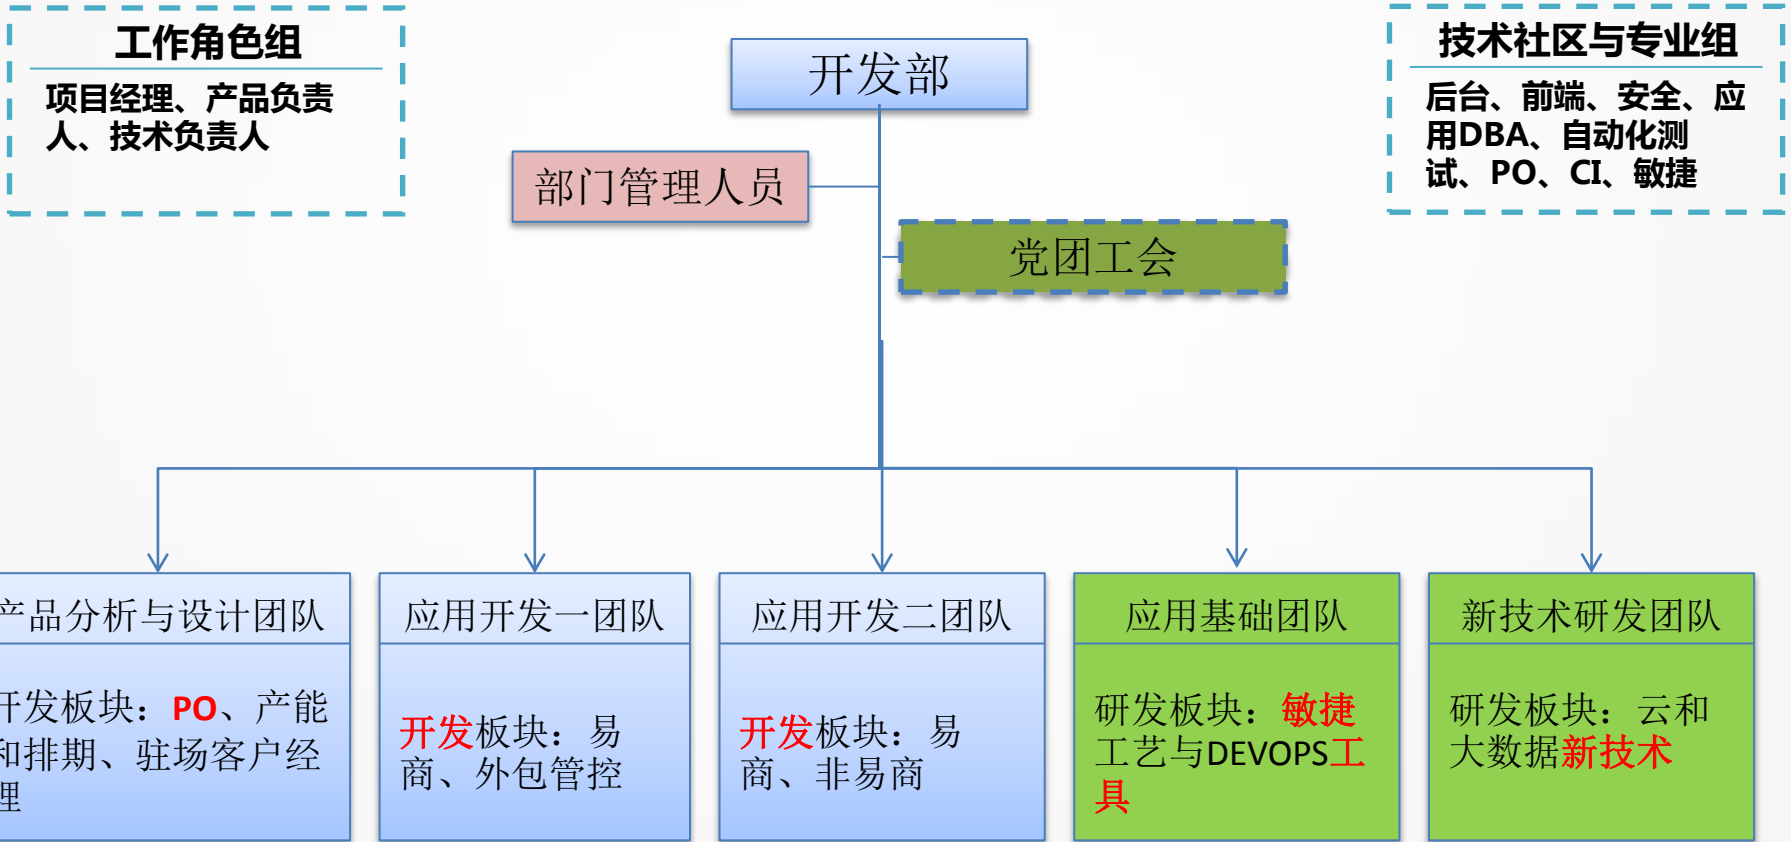 工作角色组
项目经理、产品负责
人、技术负责人
开发部
技术社区与专业组
后台、前端、安全、应
用DBA、自动化测
试、PO、CI、敏捷
部门管理人员
党团工会
产品分析与设计团队
开发板块：PO、产能
和排期、驻场客户经
理
应用开发一团队
开发板块：易
商、外包管控
应用开发二团队
开发板块：易
商、非易商
应用基础团队
研发板块：敏捷
工艺与DEVOPS工
具
新技术研发团队
研发板块：云和
大数据新技术